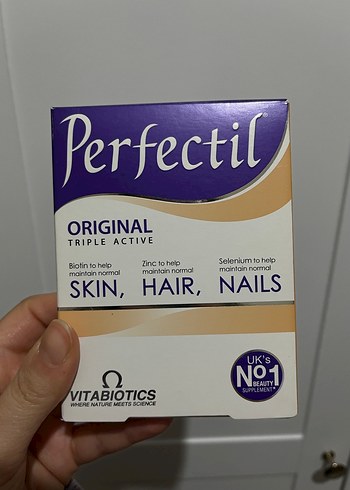 Perfectil
ORIGINAL
TRIPLE ACTIVE
Biotin to help
maintain normal
SKIN,
Zinc to help
maintain normal
HAIR,
Selenium to help
maintain normal
NAILS
VITABIOTICS
WHERE NATURE MEETS SCIENCE
UK's
No1
BEAUTY
SUPPLEMENT*